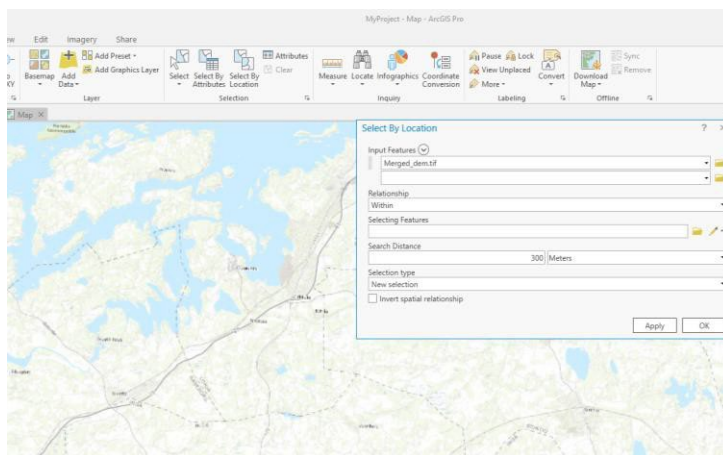 MyProject - Map - ArcGIS Pro
Edit Imagery Share
Basemap
Add Data
Add Preset
Add Graphics Layer
Layer
Select
Select By Attributes
Select By Location
Attributes
Clear
Selection
Measure
Locate
Infographics
Coordinate Conversion
Inquiry
Pause
Lock
View Unplaced
More
Convert
Labeling
Download Map
Sync
Remove
Offline
Map
Select By Location
Input Features
Merged_dem.tif
Relationship
Within
Selecting Features
Search Distance
300 Meters
Selection type
New selection
Invert spatial relationship
Apply OK